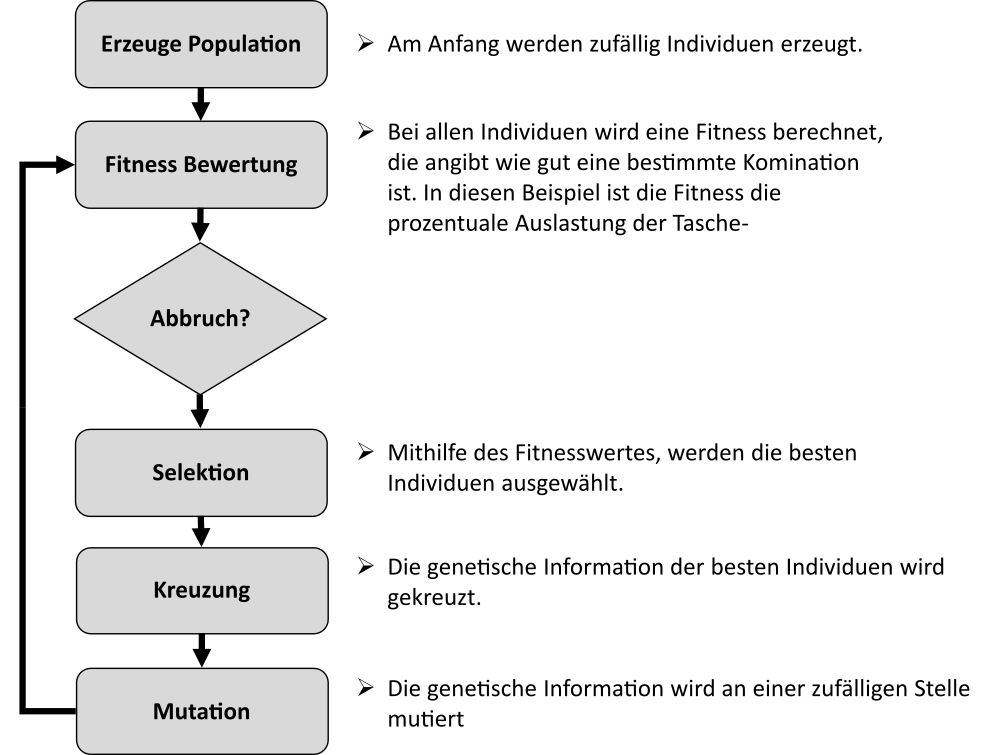 Erzeuge Population
Am Anfang werden zufällig Individuen erzeugt.
Fitness Bewertung
Bei allen Individuen wird eine Fitness berechnet,
die angibt wie gut eine bestimmte Komination
ist. In diesen Beispiel ist die Fitness die
prozentuale Auslastung der Tasche-
Abbruch?
Selektion
Mithilfe des Fitnesswertes, werden die besten
Individuen ausgewählt.
Kreuzung
Die genetische Information der besten Individuen wird
gekreuzt.
Mutation
Die genetische Information wird an einer zufälligen Stelle
mutiert